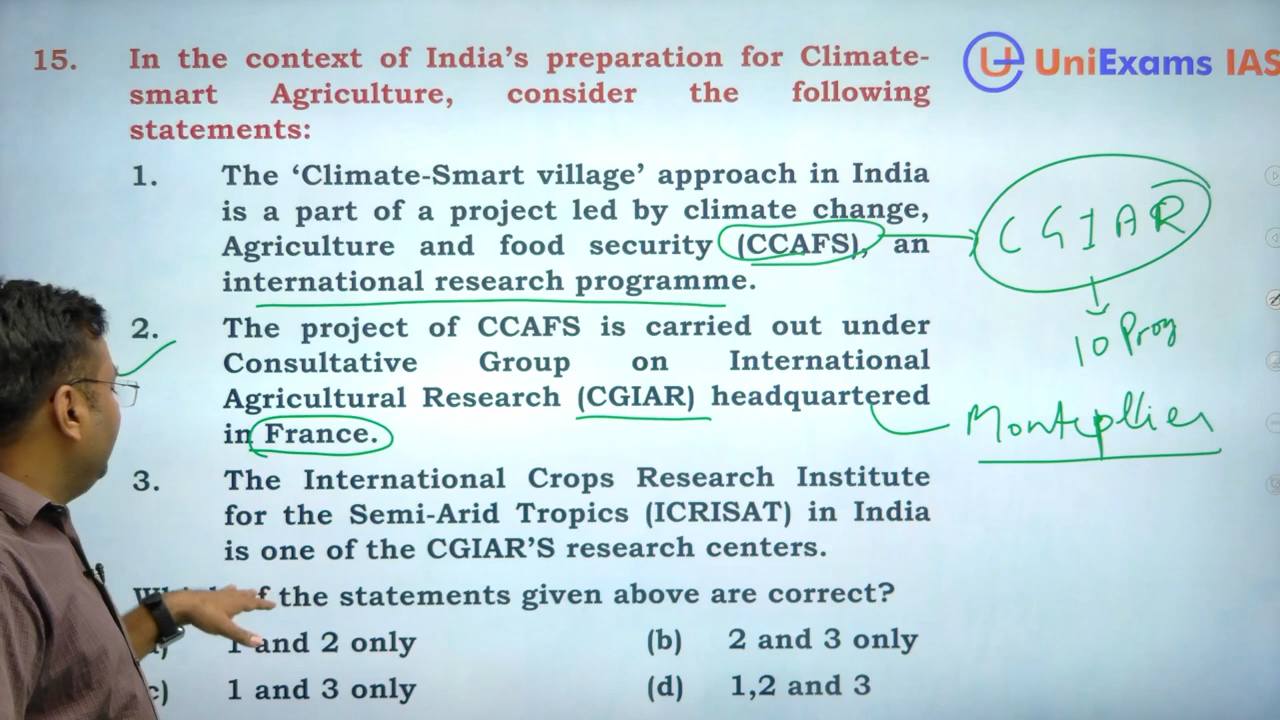 15. In the context of India's preparation for Climate-
smart Agriculture, consider the following
statements:
UniExams IAS
1. The 'Climate-Smart village' approach in India
is a part of a project led by climate change,
Agriculture and food security (CCAFS), an
international research programme.
CGIAR
10 Prog
2. The project of CCAFS is carried out under
Consultative Group on International
Agricultural Research (CGIAR) headquartered
in France.
Montepllier
3. The International Crops Research Institute
for the Semi-Arid Tropics (ICRISAT) in India
is one of the CGIAR'S research centers.
the statements given above are correct?
1 and 2 only
(b) 2 and 3 only
c) 1 and 3 only
(d) 1,2 and 3